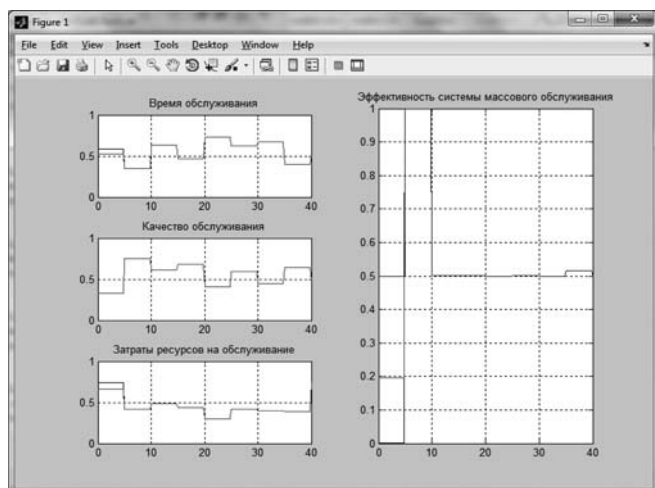 Figure 1
File Edit View Insert Tools Desktop Window Help
Время обслуживания
1
0.5
0
0 10 20 30 40
Качество обслуживания
1
0.5
0
0 10 20 30 40
Затраты ресурсов на обслуживание
1
0.5
0
0 10 20 30 40
Эффективность системы массового обслуживания
1
0.9
0.8
0.7
0.6
0.5
0.4
0.3
0.2
0.1
0
0 10 20 30 40